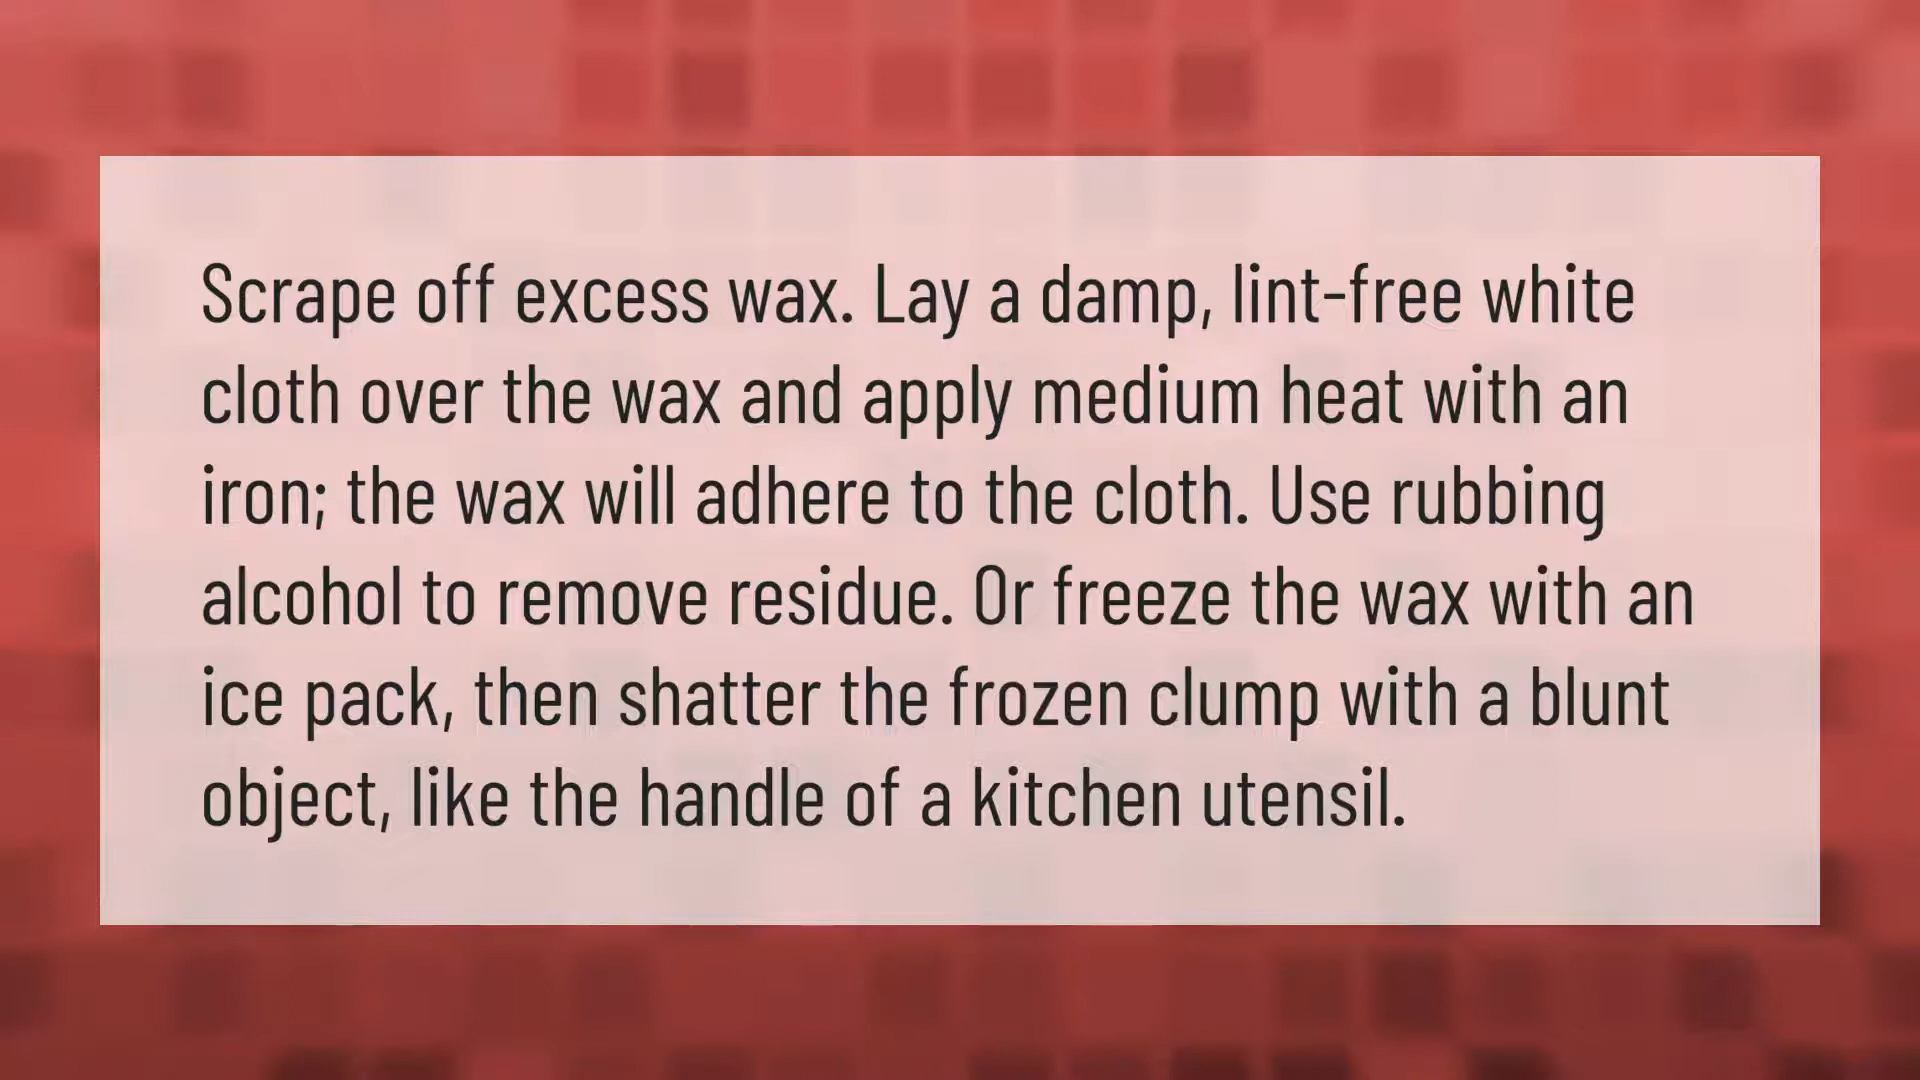 Scrape off excess wax. Lay a damp, lint-free white
cloth over the wax and apply medium heat with an
iron; the wax will adhere to the cloth. Use rubbing
alcohol to remove residue. Or freeze the wax with an
ice pack, then shatter the frozen clump with a blunt
object, like the handle of a kitchen utensil.